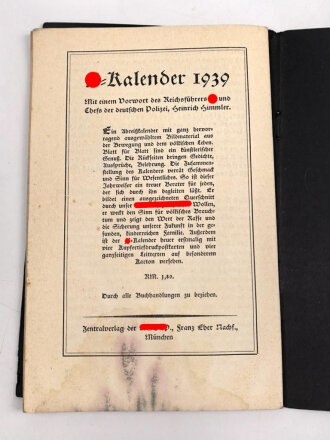 -Kalender 1939
Mit einem Vorwort des Reichsführers und
Chefs der deutschen Polizei, Heinrich Himmler.
Ein Abreißkalender mit ganz hervor-
ragend ausgewähltem Bildmaterial aus
der Bewegung und dem völkischen Leben.
Blatt für Blatt sind ein künstlerischer
Genuß. Die Rückseiten bringen Gedichte,
Aussprüche, Belehrung. Die Zusammen-
stellung des Kalenders verrät Geschmack
und Sinn für Wesentliches. So ist dieser
Jahrweiser ein treuer Berater für jeden,
der sich durch ihn begleiten läßt. Er
bildet einen ausgezeichneten Querschnitt
durch unser Wollen,
er weckt den Sinn für völkisches Brauch-
tum und zeigt den Wert der Rasse und
die Sicherung unserer Zukunft in der ge-
sunden, kinderreichen Familie. Außerdem
ist der -Kalender heuer erstmalig mit
vier Kupfertiefdruckpostkarten und vier
ganzseitigen Leittexten auf besonderem
Karton versehen.
RM. 1,80.
Durch alle Buchhandlungen zu beziehen.
Zentralverlag der ., Franz Eher Nachf.,
München